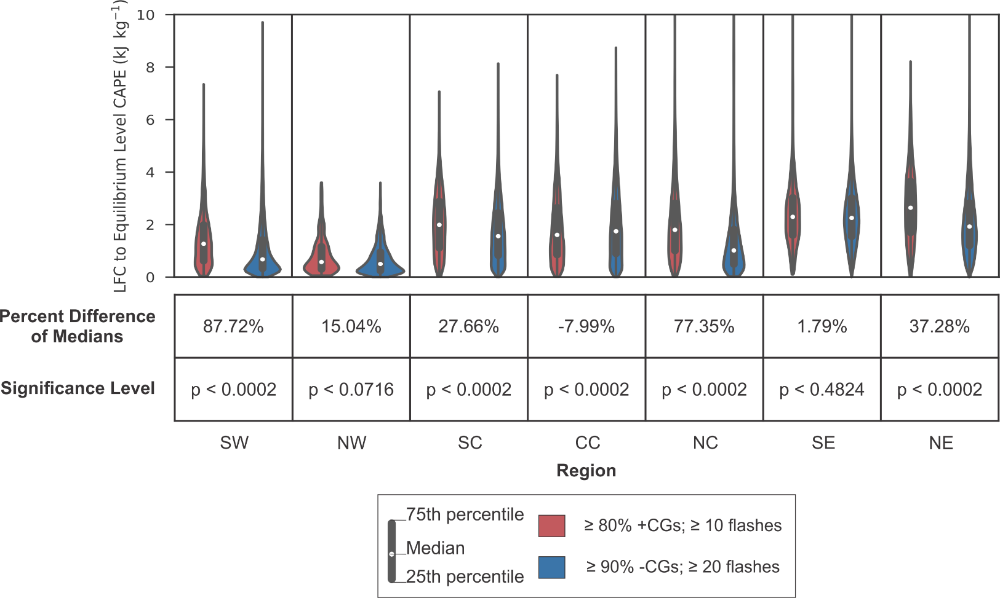 LFC to Equilibrium Level CAPE (kJ kg⁻¹)
10
8
6
4
2
0
Percent Difference
of Medians
87.72% 15.04% 27.66% -7.99% 77.35% 1.79% 37.28%
Significance Level
p < 0.0002 p < 0.0716 p < 0.0002 p < 0.0002 p < 0.0002 p < 0.4824 p < 0.0002
SW NW SC CC NC SE NE
Region
75th percentile
Median
25th percentile
≥ 80% +CGs; ≥ 10 flashes
≥ 90% -CGs; ≥ 20 flashes